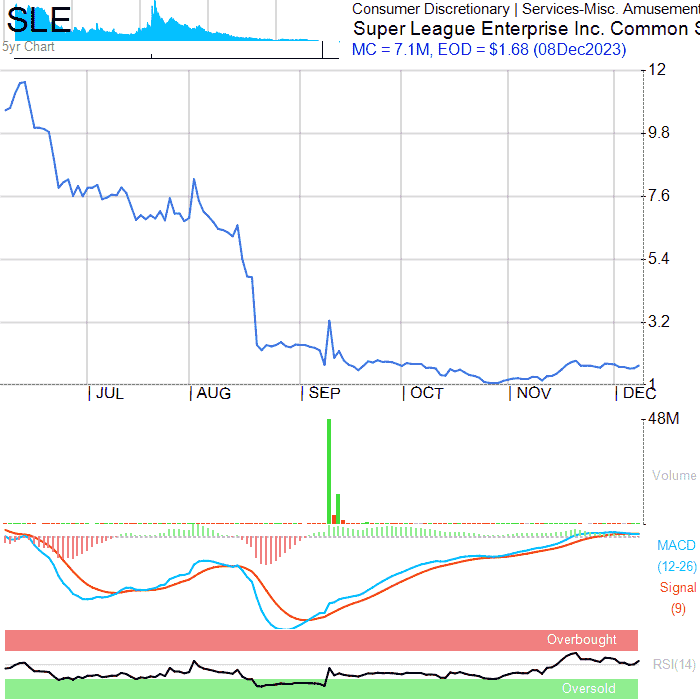 SLE
5yr Chart
Consumer Discretionary | Services-Misc. Amusement
Super League Enterprise Inc. Common S
MC = 7.1M, EOD = $1.68 (08Dec2023)
12
9.8
7.6
5.4
3.2
1
| JUL | AUG | SEP | OCT | NOV | DEC
48M
Volume
MACD
(12-26)
Signal
(9)
Overbought
RSI(14)
Oversold